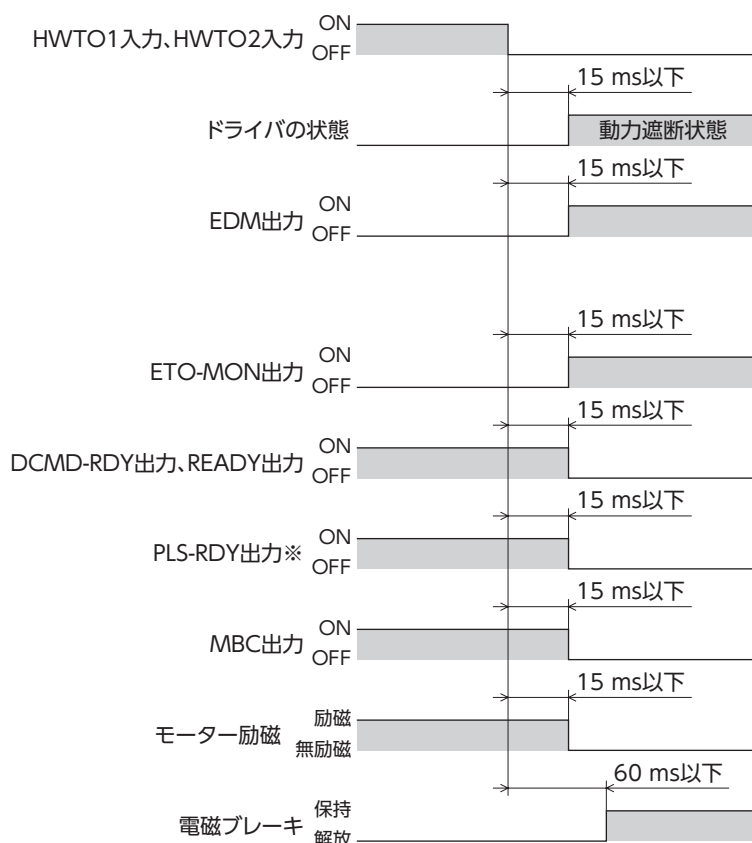 HWTO1入力、HWTO2入力 ON
OFF
15 ms以下
ドライバの状態 動力遮断状態
15 ms以下
EDM出力 ON
OFF
15 ms以下
ETO-MON出力 ON
OFF
15 ms以下
DCMD-RDY出力、READY出力 ON
OFF
15 ms以下
PLS-RDY出力※ ON
OFF
15 ms以下
MBC出力 ON
OFF
15 ms以下
モーター励磁 励磁
無励磁
60 ms以下
電磁ブレーキ 保持
解放